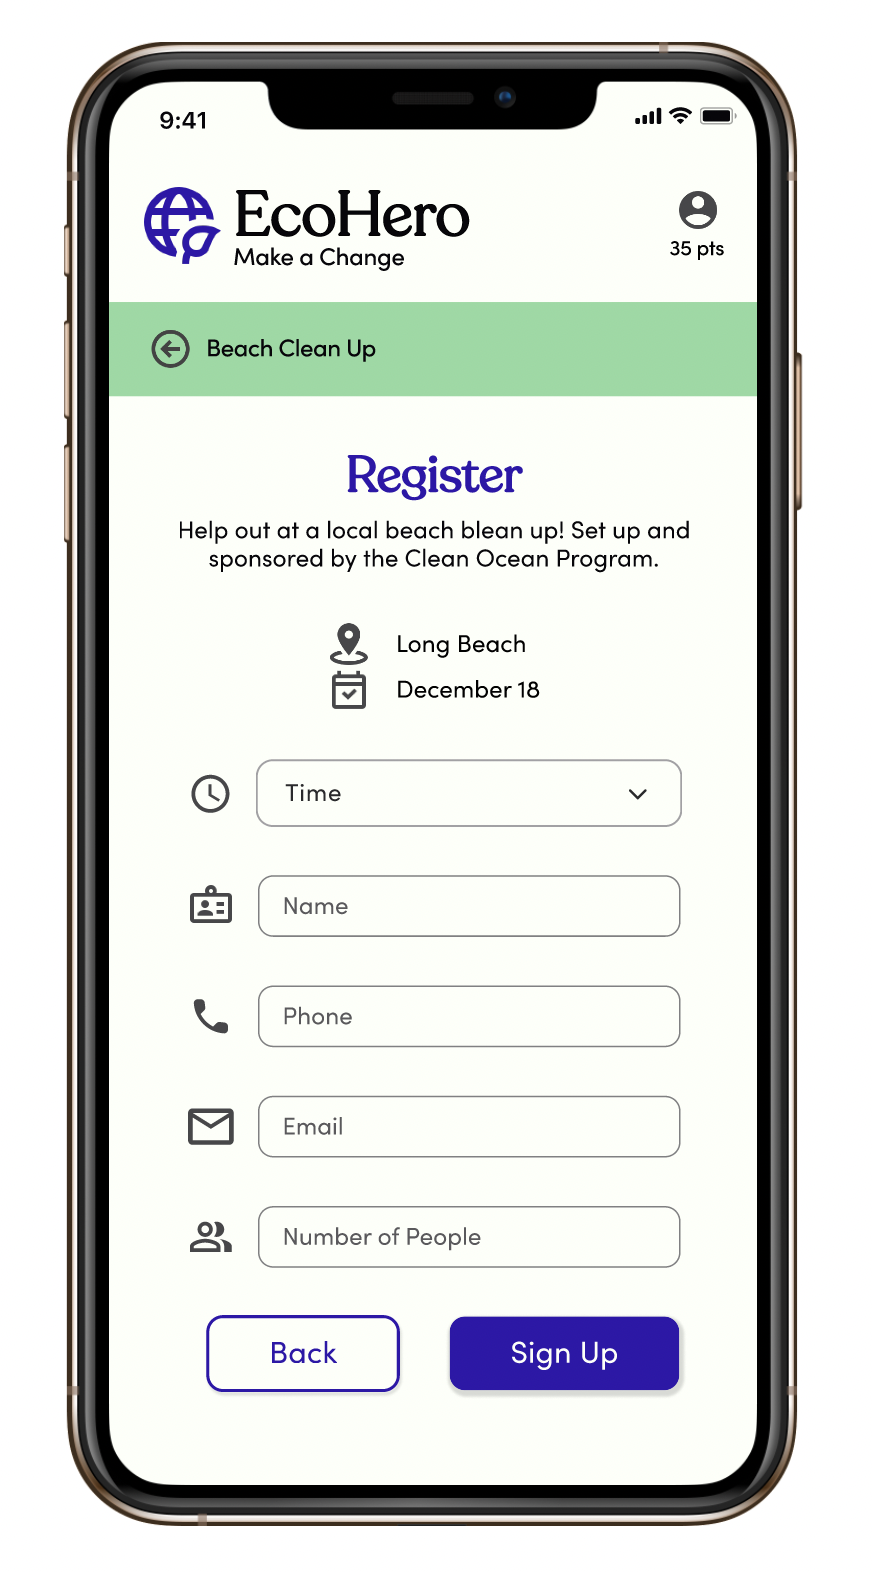 9:41
EcoHero
Make a Change
35 pts
Beach Clean Up
Register
Help out at a local beach blean up! Set up and
sponsored by the Clean Ocean Program.
Long Beach
December 18
Time
Name
Phone
Email
Number of People
Back
Sign Up